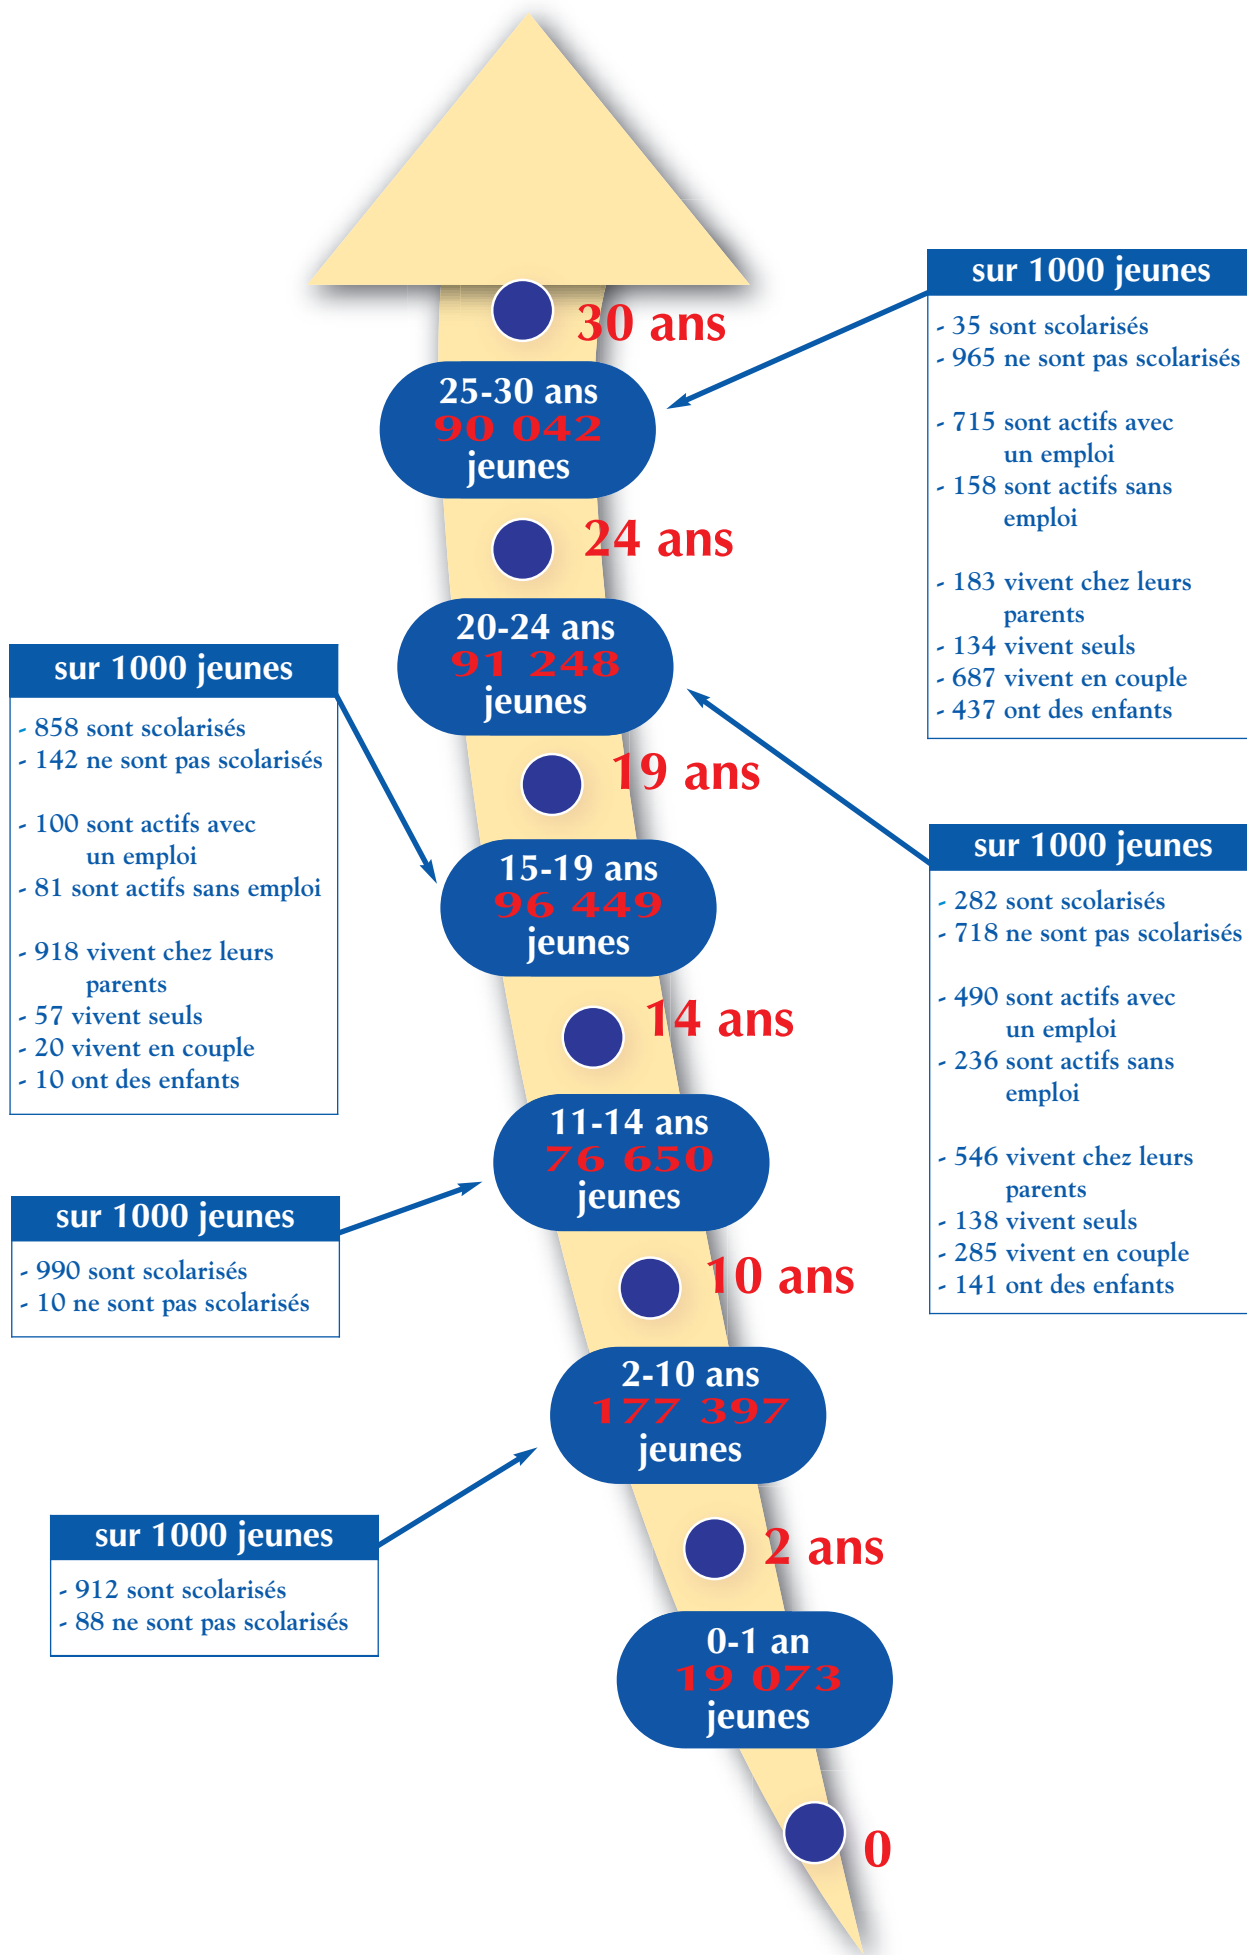 30 ans
25-30 ans
90 042
jeunes
24 ans
20-24 ans
91 248
jeunes
19 ans
15-19 ans
96 449
jeunes
14 ans
11-14 ans
76 650
jeunes
10 ans
2-10 ans
177 397
jeunes
2 ans
0-1 an
19 073
jeunes
0
sur 1000 jeunes
- 35 sont scolarisés
- 965 ne sont pas scolarisés
- 715 sont actifs avec
un emploi
- 158 sont actifs sans
emploi
- 183 vivent chez leurs
parents
- 134 vivent seuls
- 687 vivent en couple
- 437 ont des enfants
sur 1000 jeunes
- 858 sont scolarisés
- 142 ne sont pas scolarisés
- 100 sont actifs avec
un emploi
- 81 sont actifs sans emploi
- 918 vivent chez leurs
parents
- 57 vivent seuls
- 20 vivent en couple
- 10 ont des enfants
sur 1000 jeunes
- 282 sont scolarisés
- 718 ne sont pas scolarisés
- 490 sont actifs avec
un emploi
- 236 sont actifs sans
emploi
- 546 vivent chez leurs
parents
- 138 vivent seuls
- 285 vivent en couple
- 141 ont des enfants
sur 1000 jeunes
- 990 sont scolarisés
- 10 ne sont pas scolarisés
sur 1000 jeunes
- 912 sont scolarisés
- 88 ne sont pas scolarisés